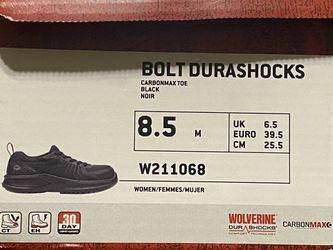 BOLT DURASHOCKS
CARBONMAX TOE
BLACK
NOIR
8.5 M
UK 6.5
EURO 39.5
CM 25.5
W211068
WOMEN/FEMMES/MUJER
CT
EH
30
DAY
WOLVERINE
DURASHOCKS
CARBONMAX